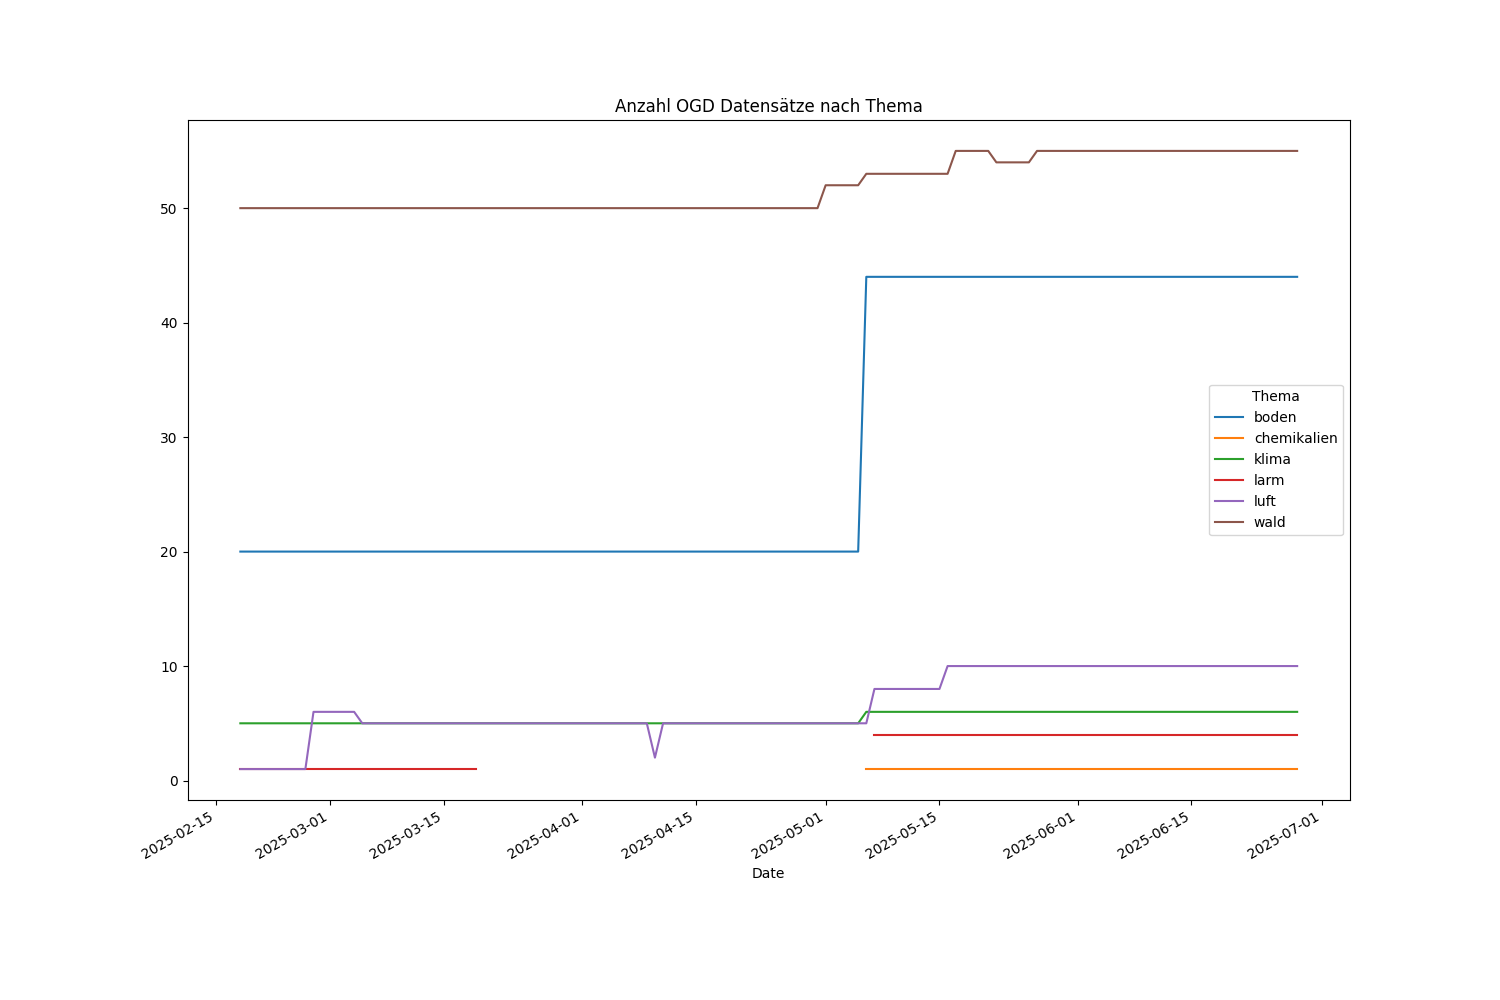 Anzahl OGD Datensätze nach Thema
50
40
30
20
10
0
Thema
boden
chemikalien
klima
larm
luft
wald
2025-02-15
2025-03-01
2025-03-15
2025-04-01
2025-04-15
2025-05-01
2025-05-15
2025-06-01
2025-06-15
2025-07-01
Date